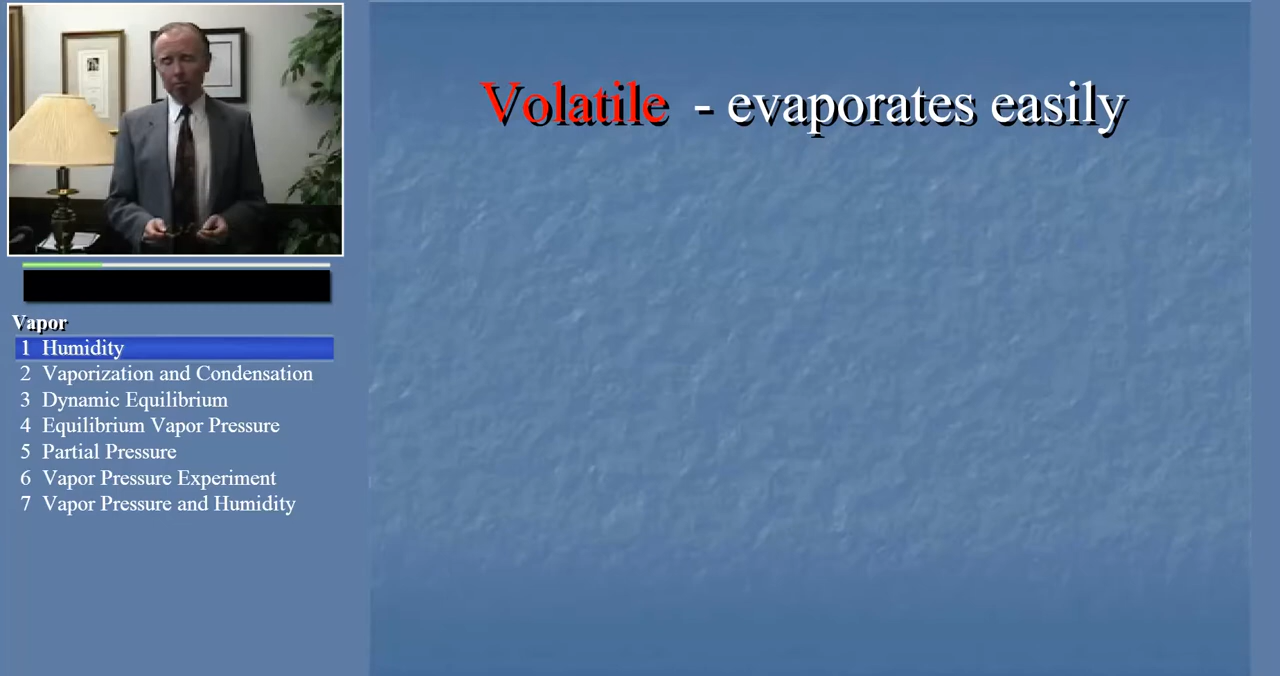 Volatile - evaporates easily
Vapor
1 Humidity
2 Vaporization and Condensation
3 Dynamic Equilibrium
4 Equilibrium Vapor Pressure
5 Partial Pressure
6 Vapor Pressure Experiment
7 Vapor Pressure and Humidity